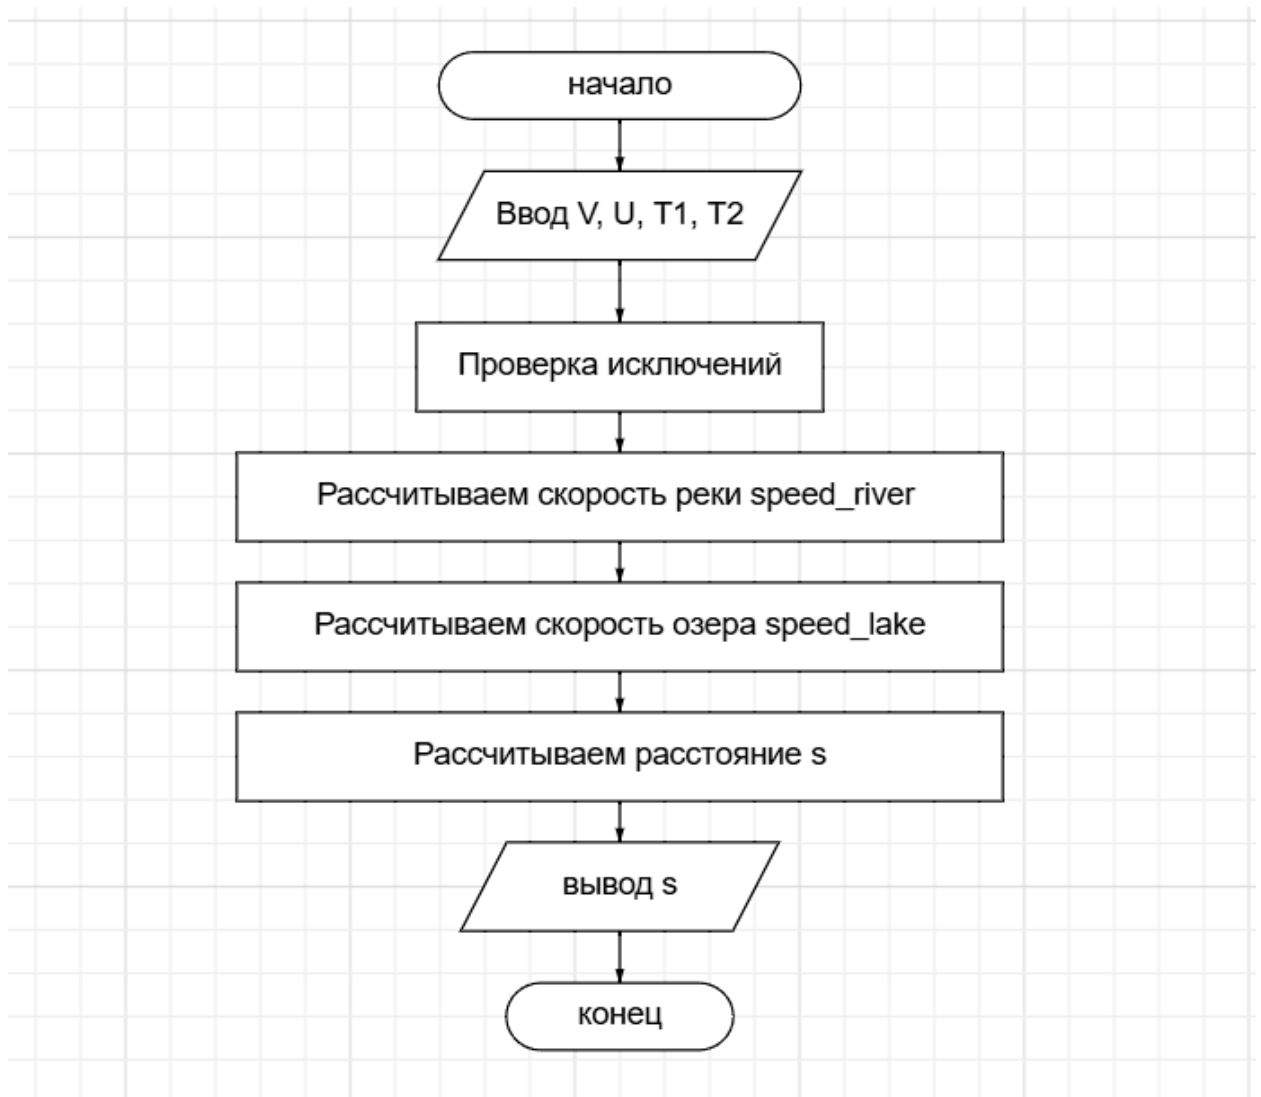 начало
Ввод V, U, T1, T2
Проверка исключений
Рассчитываем скорость реки speed_river
Рассчитываем скорость озера speed_lake
Рассчитываем расстояние s
вывод s
конец